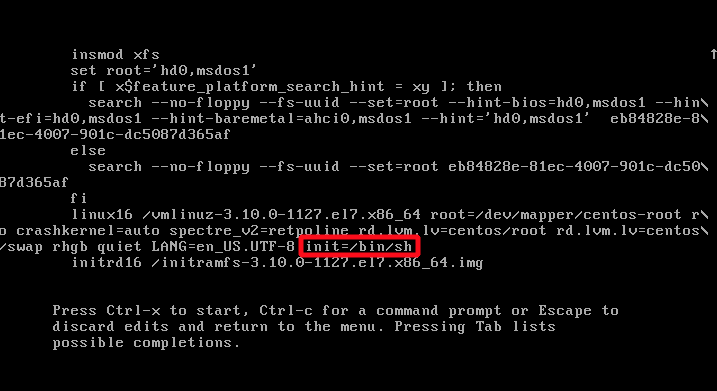 insmod xfs
set root='hd0,msdos1'
if [ x$feature_platform_search_hint = xy ]; then
search --no-floppy --fs-uuid --set=root --hint-bios=hd0,msdos1 --hin\
t-efi=hd0,msdos1 --hint-baremetal=ahci0,msdos1 --hint='hd0,msdos1'  eb84828e-8\
1ec-4007-901c-dc5087d365af
else
search --no-floppy --fs-uuid --set=root eb84828e-81ec-4007-901c-dc50\
87d365af
fi
linux16 /vmlinuz-3.10.0-1127.el7.x86_64 root=/dev/mapper/centos-root r\
o crashkernel=auto spectre_v2=retpoline rd.lvm.lv=centos/root rd.lvm.lv=centos\
/swap rhgb quiet LANG=en_US.UTF-8 init=/bin/sh
initrd16 /initramfs-3.10.0-1127.el7.x86_64.img
Press Ctrl-x to start, Ctrl-c for a command prompt or Escape to
discard edits and return to the menu. Pressing Tab lists
possible completions.